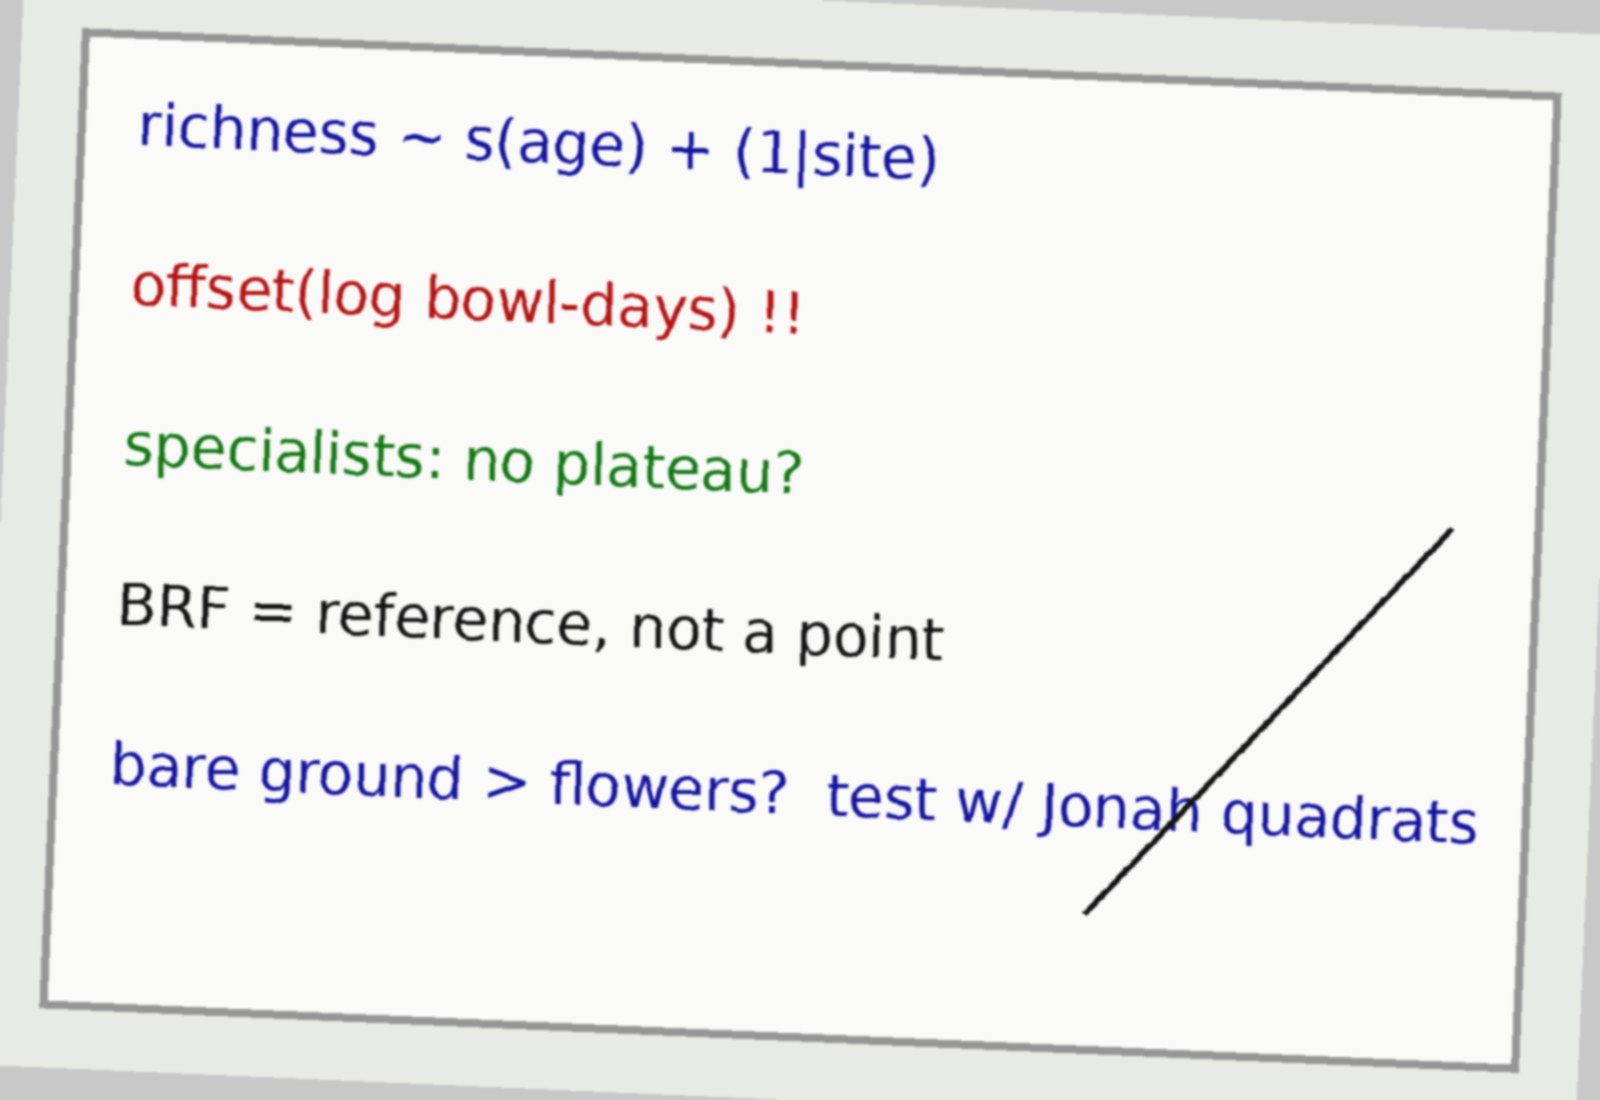 richness ~ s(age) + (1|site)
offset(log bowl-days) !!
specialists: no plateau?
BRF = reference, not a point
bare ground > flowers?  test w/ Jonah quadrats